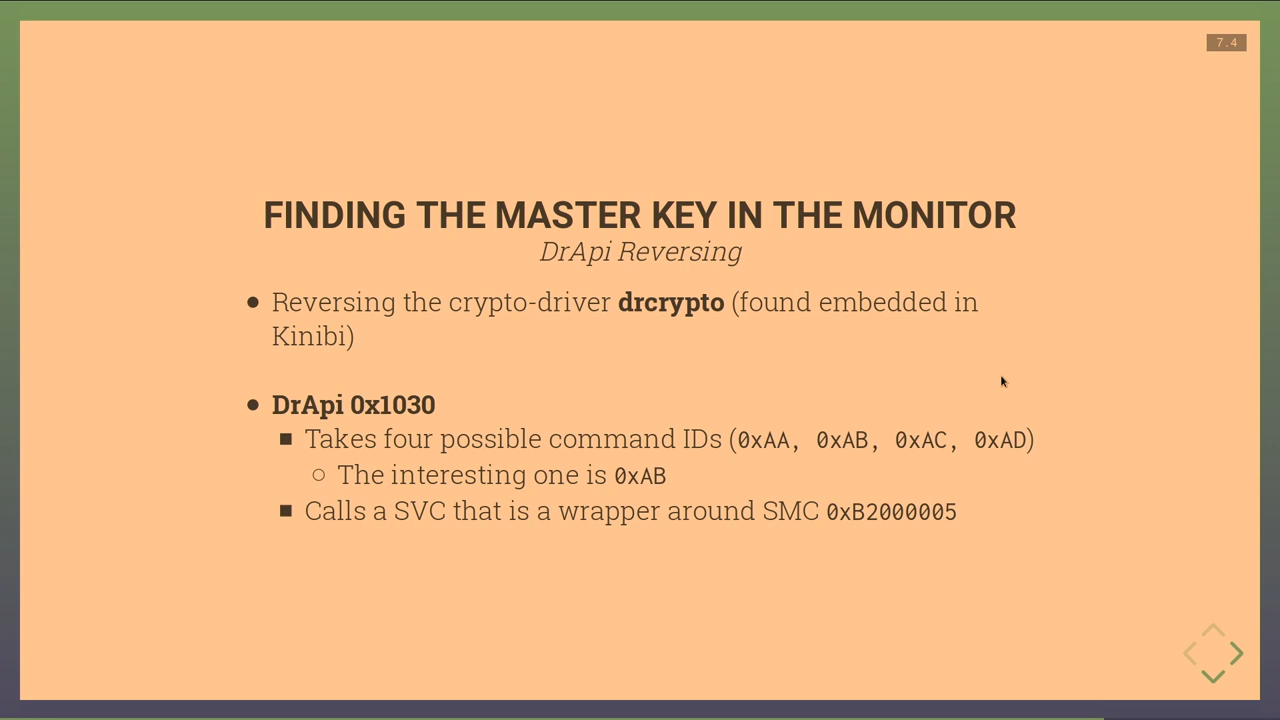 7.4
FINDING THE MASTER KEY IN THE MONITOR
DrApi Reversing
● Reversing the crypto-driver drcrypto (found embedded in
Kinibi)
● DrApi 0x1030
■ Takes four possible command IDs (0xAA, 0xAB, 0xAC, 0xAD)
○ The interesting one is 0xAB
■ Calls a SVC that is a wrapper around SMC 0xB2000005